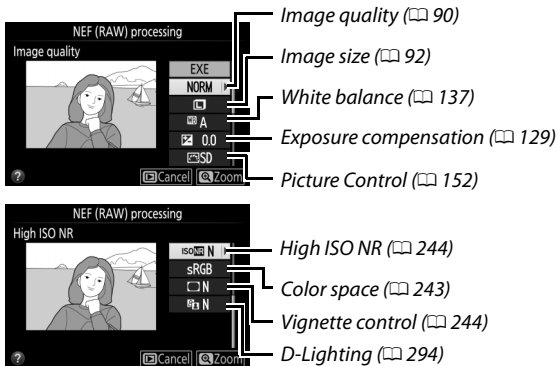 NEF (RAW) processing
Image quality
EXE
NORM
WB A
0.0
SD
? Cancel Zoom
Image quality (90)
Image size (92)
White balance (137)
Exposure compensation (129)
Picture Control (152)
NEF (RAW) processing
High ISO NR
ISO NR N
sRGB
N
N
? Cancel Zoom
High ISO NR (244)
Color space (243)
Vignette control (244)
D-Lighting (294)